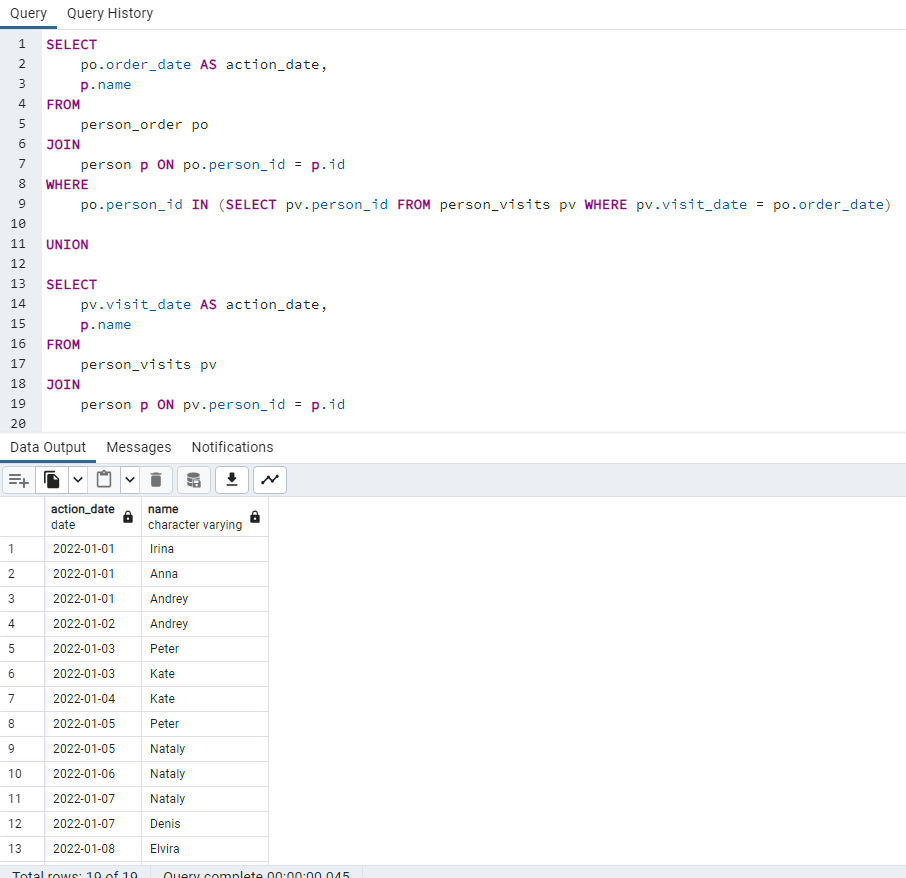 Query Query History
1 SELECT
2 po.order_date AS action_date,
3 p.name
4 FROM
5 person_order po
6 JOIN
7 person p ON po.person_id = p.id
8 WHERE
9 po.person_id IN (SELECT pv.person_id FROM person_visits pv WHERE pv.visit_date = po.order_date)
10
11 UNION
12
13 SELECT
14 pv.visit_date AS action_date,
15 p.name
16 FROM
17 person_visits pv
18 JOIN
19 person p ON pv.person_id = p.id
20
Data Output Messages Notifications
action_date name
date character varying
1 2022-01-01 Irina
2 2022-01-01 Anna
3 2022-01-01 Andrey
4 2022-01-02 Andrey
5 2022-01-03 Peter
6 2022-01-03 Kate
7 2022-01-04 Kate
8 2022-01-05 Peter
9 2022-01-05 Nataly
10 2022-01-06 Nataly
11 2022-01-07 Nataly
12 2022-01-07 Denis
13 2022-01-08 Elvira
Total rows: 19 of 19 Query complete 00:00:00.045